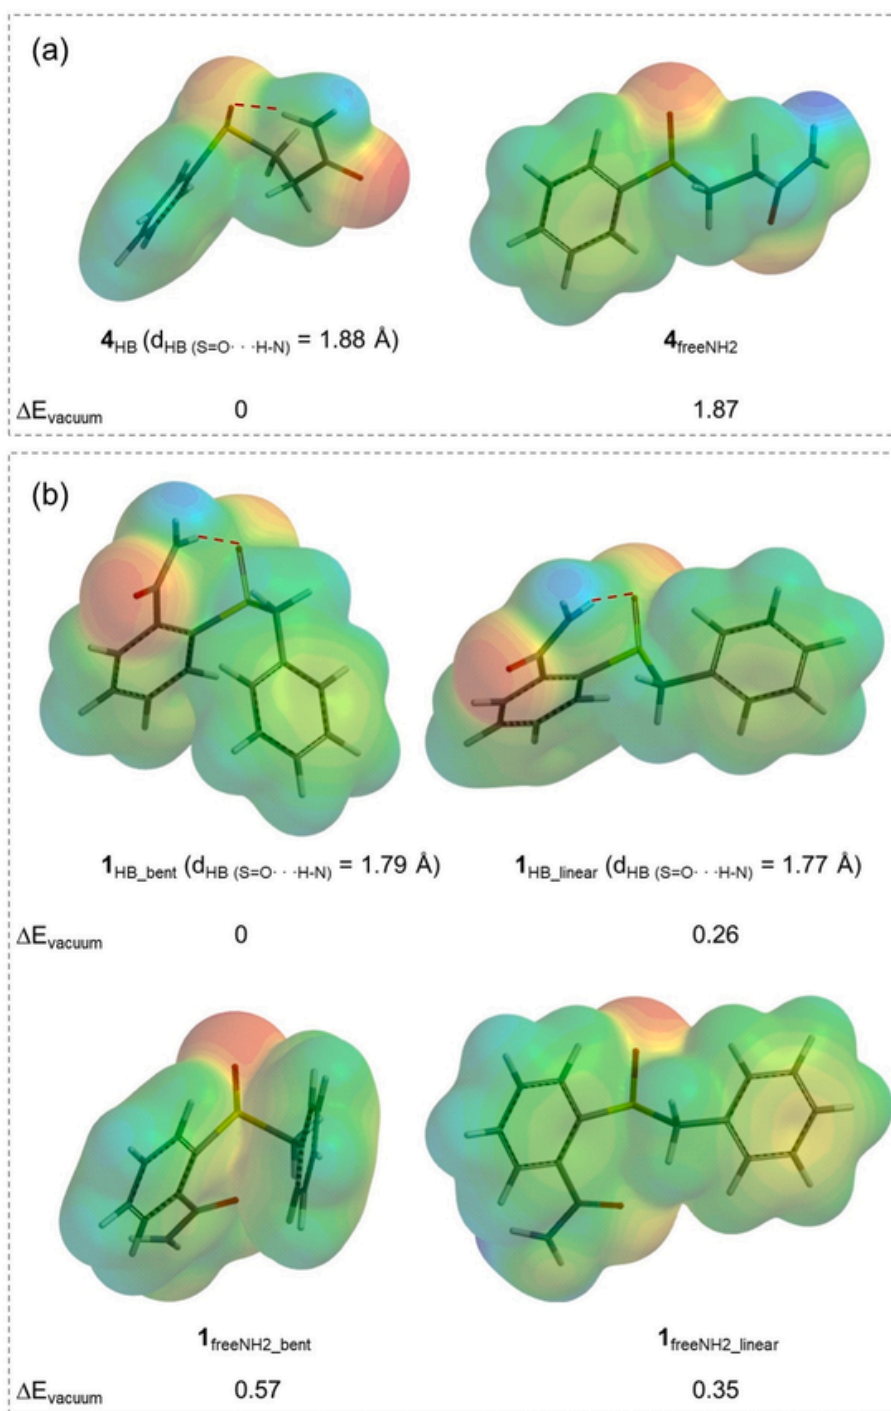 (a)
4HB (dHB (S=O· · ·H-N) = 1.88 Å) 4freeNH2
ΔEvacuum 0 1.87
(b)
1HB_bent (dHB (S=O· · ·H-N) = 1.79 Å) 1HB_linear (dHB (S=O· · ·H-N) = 1.77 Å)
ΔEvacuum 0 0.26
1freeNH2_bent 1freeNH2_linear
ΔEvacuum 0.57 0.35